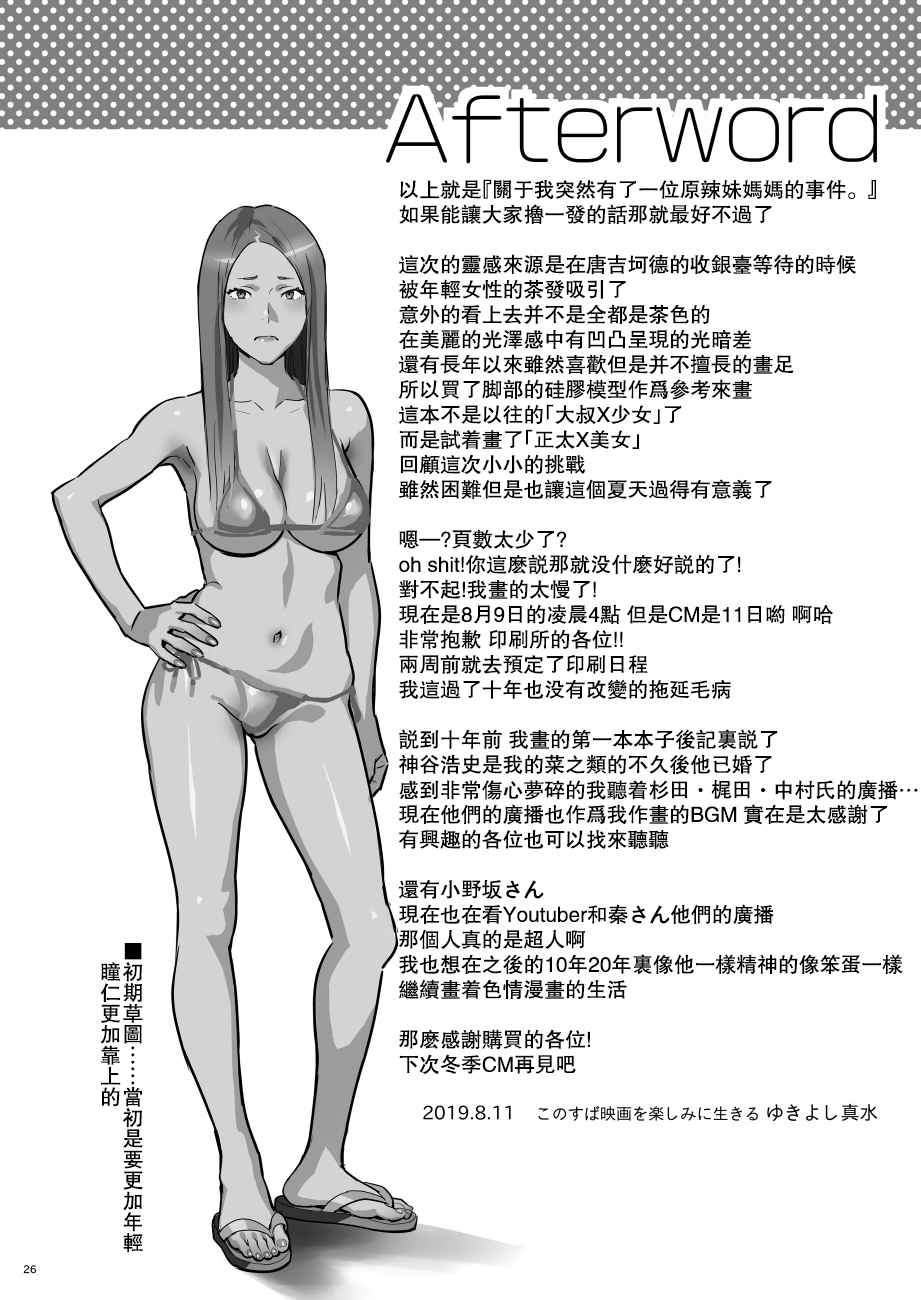 Afterword
以上就是『關于我突然有了一位原辣妹媽媽的事件。』
如果能讓大家擼一發的話那就最好不過了
這次的靈感來源是在唐吉坷德的收銀臺等待的時候
被年輕女性的茶發吸引了
意外的看上去并不是全都是茶色的
在美麗的光澤感中有凹凸呈現的光暗差
還有長年以來雖然喜歡但是并不擅長的畫足
所以買了脚部的硅膠模型作爲參考來畫
這本不是以往的「大叔X少女」了
而是試着畫了「正太X美女」
回顧這次小小的挑戰
雖然困難但是也讓這個夏天過得有意義了
嗯—?頁數太少了?
oh shit!你這麽説那就没什麽好説的了!
對不起!我畫的太慢了!
現在是8月9日的凌晨4點 但是CM是11日喲 啊哈
非常抱歉 印刷所的各位!!
兩周前就去預定了印刷日程
我這過了十年也没有改變的拖延毛病
説到十年前 我畫的第一本本子後記裏説了
神谷浩史是我的菜之類的不久後他已婚了
感到非常傷心夢碎的我聽着杉田・梶田・中村氏的廣播…
現在他們的廣播也作爲我作畫的BGM 實在是太感謝了
有興趣的各位也可以找來聽聽
還有小野坂さん
現在也在看Youtuber和秦さん他們的廣播
那個人真的是超人啊
我也想在之後的10年20年裏像他一樣精神的像笨蛋一樣
繼續畫着色情漫畫的生活
那麽感謝購買的各位!
下次冬季CM再見吧
2019.8.11 このすば映画を楽しみに生きる ゆきよし真水
■初期草圖……當初是要更加年輕
瞳仁更加靠上的
26